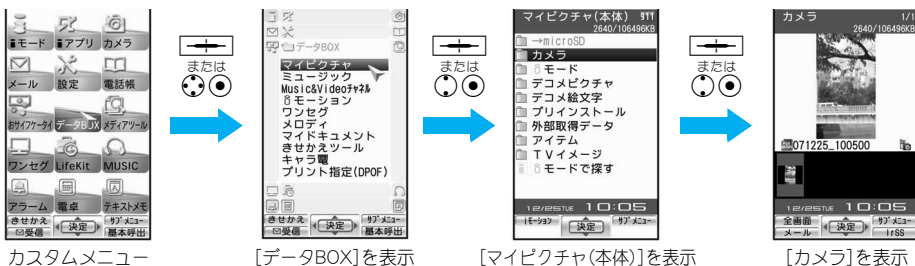 iモード iアプリ カメラ
メール 設定 電話帳
おサイフケータイ データBOX メディアツール
ワンセグ LifeKit MUSIC
アラーム 電卓 テキストメモ
きせかえ 決定 サブメニュー
✉受信 基本呼出
カスタムメニュー
または
データBOX
マイピクチャ
ミュージック
Music&Videoチャネル
iモーション
ワンセグ
メロディ
マイドキュメント
きせかえツール
キャラ電
プリント指定(DPOF)
きせかえ 決定 サブメニュー
✉受信 基本呼出
[データBOX]を表示
または
マイピクチャ(本体)
2640/106496KB
→microSD
カメラ
iモード
デコメピクチャ
デコメ絵文字
プリインストール
外部取得データ
アイテム
TVイメージ
iモードで探す
12/25TUE 10:05
iモーション 決定 サブメニュー
[マイピクチャ(本体)]を表示
または
カメラ 1/1
2640/106496KB
071225_100500
12/25TUE 10:05
全画面 決定 サブメニュー
メール IrSS
[カメラ]を表示